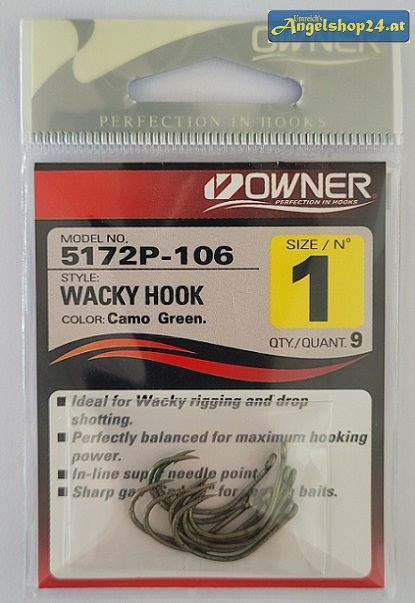 Umreich's
Angelshop24.at
OWNER
PERFECTION IN HOOKS
OWNER
PERFECTION IN HOOKS
MODEL NO.
5172P-106
STYLE:
WACKY HOOK
COLOR: Camo Green.
SIZE / N°
1
QTY./QUANT. 9
Ideal for Wacky rigging and drop
shotting.
Perfectly balanced for maximum hooking
power.
In-line super needle point
Sharp for baits.